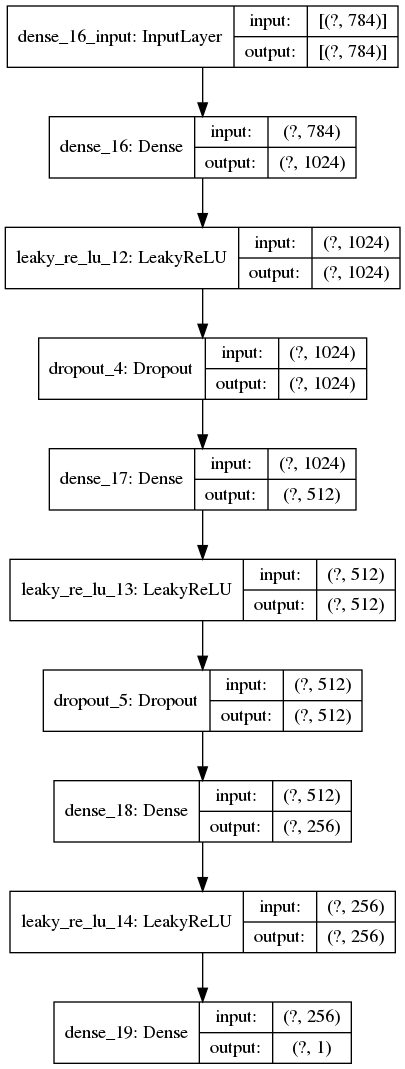 dense_16_input: InputLayer
input: [(?, 784)]
output: [(?, 784)]
dense_16: Dense
input: (?, 784)
output: (?, 1024)
leaky_re_lu_12: LeakyReLU
input: (?, 1024)
output: (?, 1024)
dropout_4: Dropout
input: (?, 1024)
output: (?, 1024)
dense_17: Dense
input: (?, 1024)
output: (?, 512)
leaky_re_lu_13: LeakyReLU
input: (?, 512)
output: (?, 512)
dropout_5: Dropout
input: (?, 512)
output: (?, 512)
dense_18: Dense
input: (?, 512)
output: (?, 256)
leaky_re_lu_14: LeakyReLU
input: (?, 256)
output: (?, 256)
dense_19: Dense
input: (?, 256)
output: (?, 1)